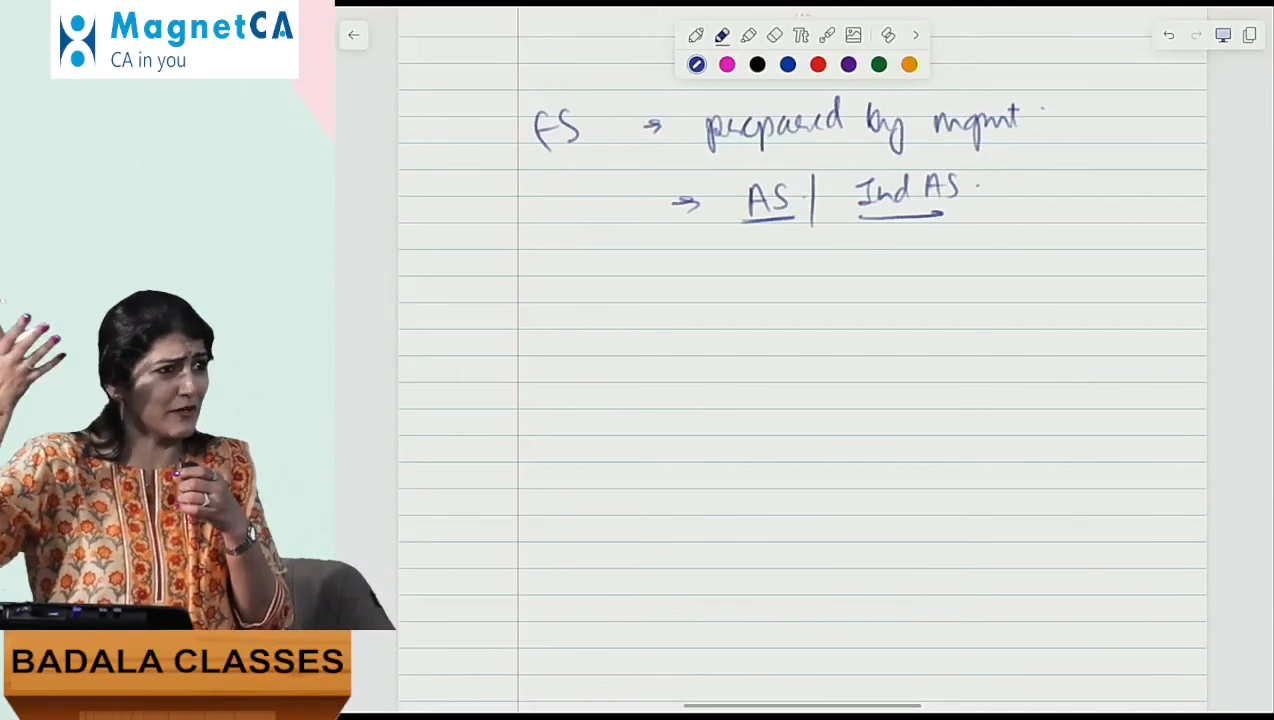 MagnetCA
CA in you
FS → prepared by mgmt
→ AS | Ind AS
BADALA CLASSES